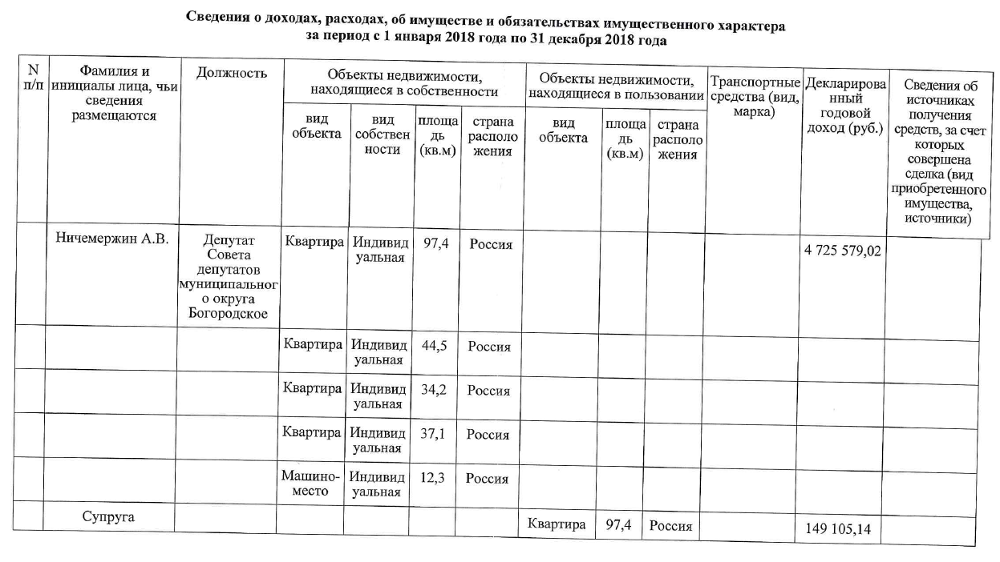 Сведения о доходах, расходах, об имуществе и обязательствах имущественного характера
за период с 1 января 2018 года по 31 декабря 2018 года
N
п/п
Фамилия и
инициалы лица, чьи
сведения
размещаются
Должность
Объекты недвижимости,
находящиеся в собственности
Объекты недвижимости,
находящиеся в пользовании
Транспортные
средства (вид,
марка)
Декларирова
нный
годовой
доход (руб.)
Сведения об
источниках
получения
средств, за счет
которых
совершена
сделка (вид
приобретенного
имущества,
источники)
вид
объекта
вид
собствен
ности
площа
дь
(кв.м)
страна
располо
жения
вид
объекта
площа
дь
(кв.м)
страна
располо
жения
Ничемержин А.В.
Депутат
Совета
депутатов
муниципальног
о округа
Богородское
Квартира
Индивид
уальная
97,4
Россия
4 725 579,02
Квартира
Индивид
уальная
44,5
Россия
Квартира
Индивид
уальная
34,2
Россия
Квартира
Индивид
уальная
37,1
Россия
Машино-
место
Индивид
уальная
12,3
Россия
Супруга
Квартира
97,4
Россия
149 105,14